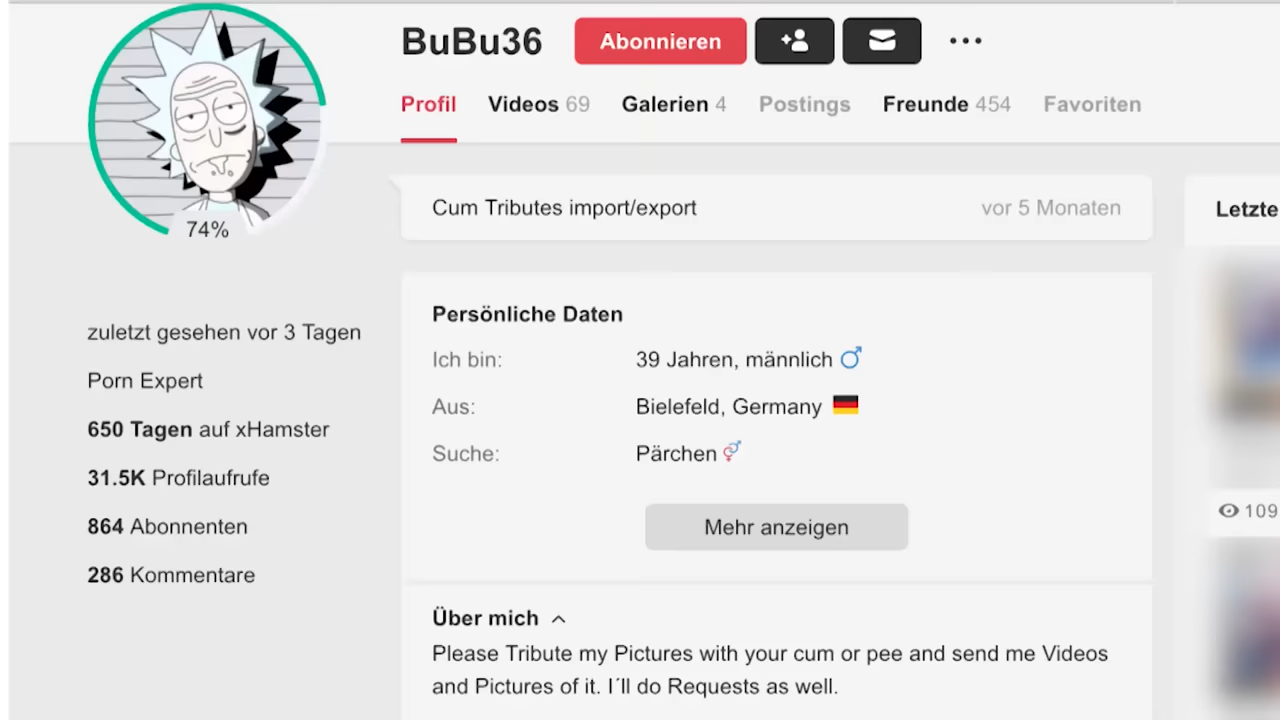 BuBu36
Abonnieren
Profil Videos 69 Galerien 4 Postings Freunde 454 Favoriten
74%
Cum Tributes import/export vor 5 Monaten
Letzte
Persönliche Daten
zuletzt gesehen vor 3 Tagen
Ich bin: 39 Jahren, männlich
Porn Expert
Aus: Bielefeld, Germany
650 Tagen auf xHamster
Suche: Pärchen
31.5K Profilaufrufe
109
864 Abonnenten
Mehr anzeigen
286 Kommentare
Über mich
Please Tribute my Pictures with your cum or pee and send me Videos
and Pictures of it. I´ll do Requests as well.